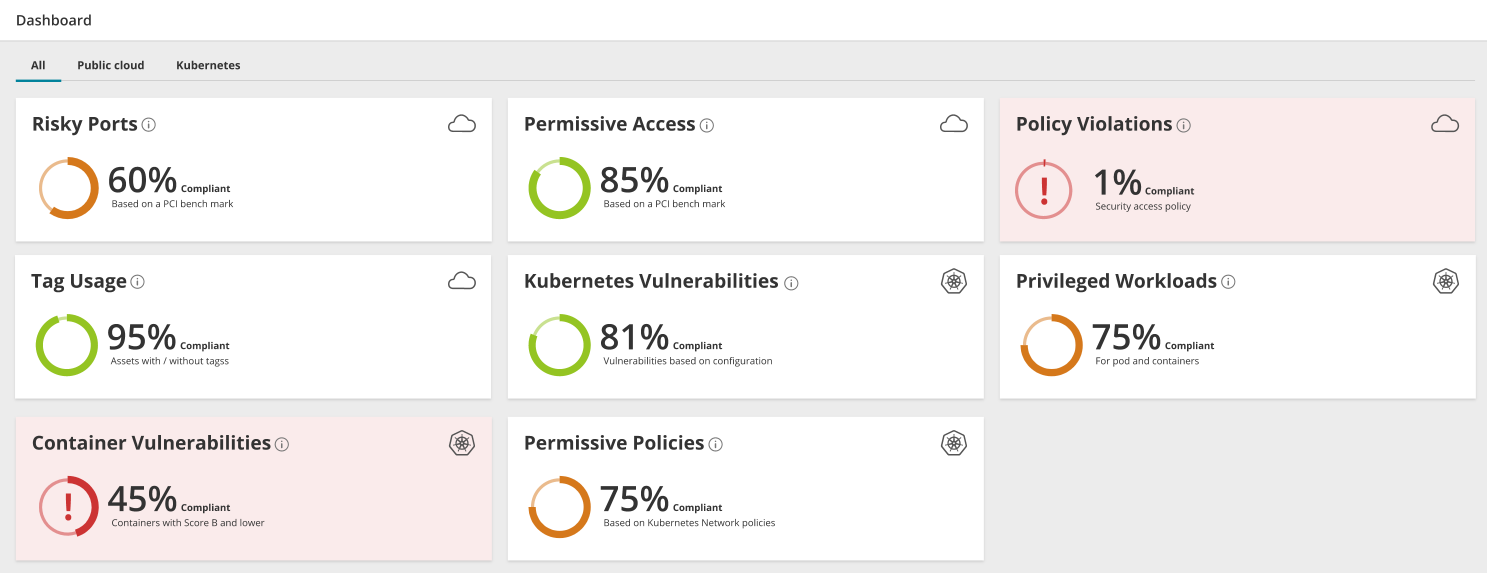 Dashboard
All
Public cloud
Kubernetes
Risky Ports
60% Compliant
Based on a PCI bench mark
Permissive Access
85% Compliant
Based on a PCI bench mark
Policy Violations
!
1% Compliant
Security access policy
Tag Usage
95% Compliant
Assets with / without tagss
Kubernetes Vulnerabilities
81% Compliant
Vulnerabilities based on configuration
Privileged Workloads
75% Compliant
For pod and containers
Container Vulnerabilities
!
45% Compliant
Containers with Score B and lower
Permissive Policies
75% Compliant
Based on Kubernetes Network policies